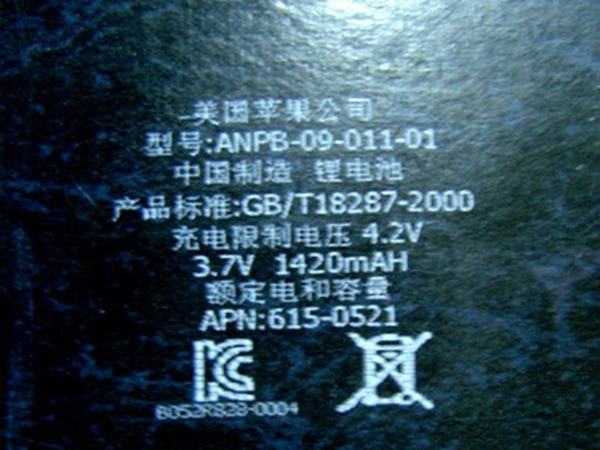 美国苹果公司
型号:ANPB-09-011-01
中国制造 锂电池
产品标准:GB/T18287-2000
充电限制电压 4.2V
3.7V 1420mAH
额定电和容量
APN:615-0521
B052R828-0004